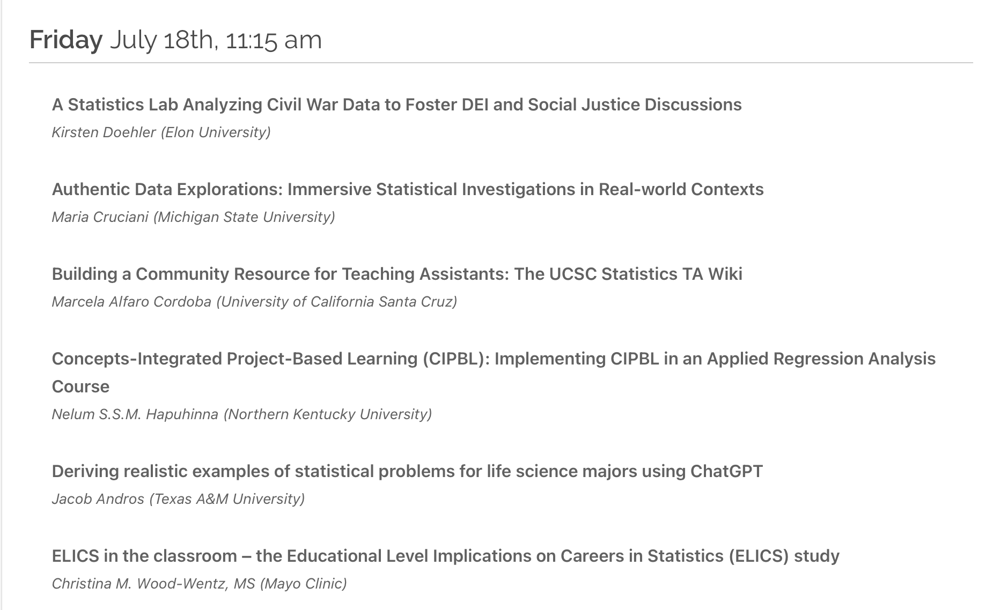 Friday July 18th, 11:15 am
A Statistics Lab Analyzing Civil War Data to Foster DEI and Social Justice Discussions
Kirsten Doehler (Elon University)
Authentic Data Explorations: Immersive Statistical Investigations in Real-world Contexts
Maria Cruciani (Michigan State University)
Building a Community Resource for Teaching Assistants: The UCSC Statistics TA Wiki
Marcela Alfaro Cordoba (University of California Santa Cruz)
Concepts-Integrated Project-Based Learning (CIPBL): Implementing CIPBL in an Applied Regression Analysis
Course
Nelum S.S.M. Hapuhinna (Northern Kentucky University)
Deriving realistic examples of statistical problems for life science majors using ChatGPT
Jacob Andros (Texas A&M University)
ELICS in the classroom – the Educational Level Implications on Careers in Statistics (ELICS) study
Christina M. Wood-Wentz, MS (Mayo Clinic)